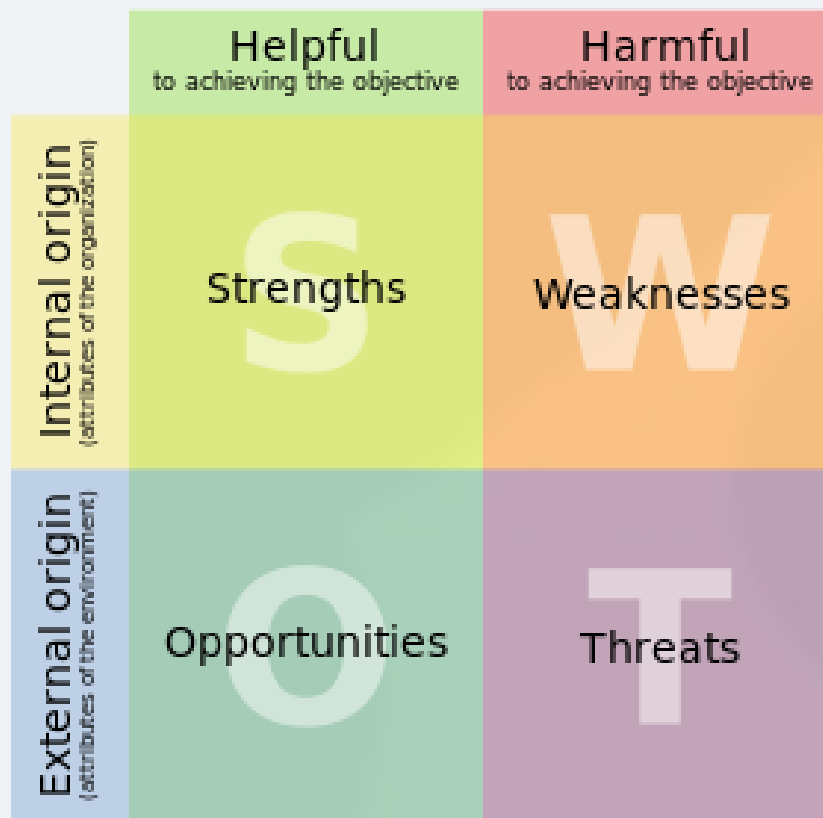 Helpful
to achieving the objective
Harmful
to achieving the objective
Internal origin
(attributes of the organization)
S
Strengths
W
Weaknesses
External origin
(attributes of the environment)
O
Opportunities
T
Threats